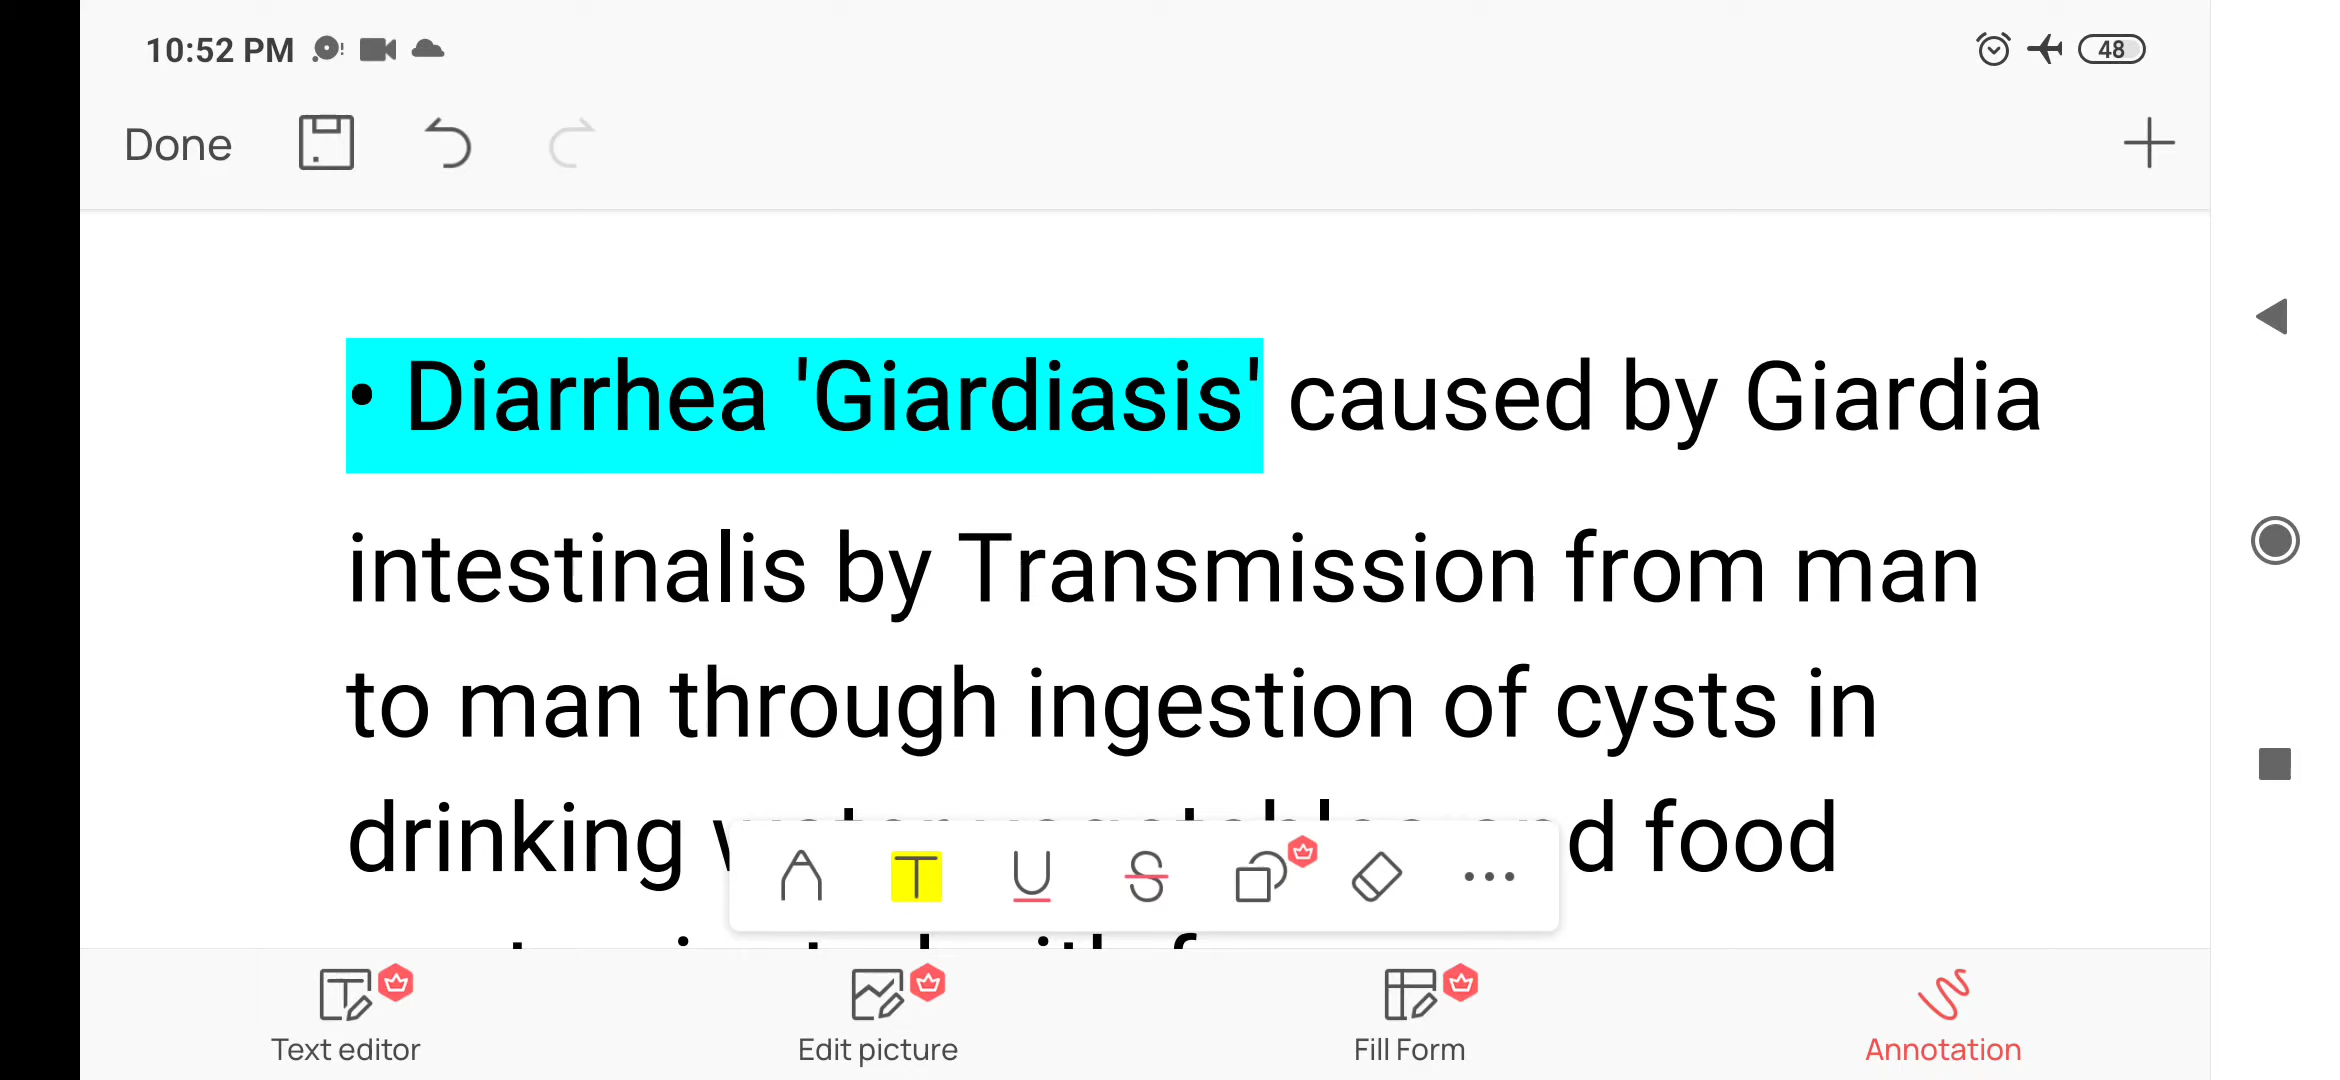 10:52 PM
48
Done
• Diarrhea 'Giardiasis' caused by Giardia
intestinalis by Transmission from man
to man through ingestion of cysts in
drinking food
Text editor
Edit picture
Fill Form
Annotation